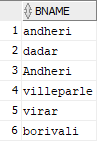 BNAME
1 andheri
2 dadar
3 Andheri
4 villeparle
5 virar
6 borivali